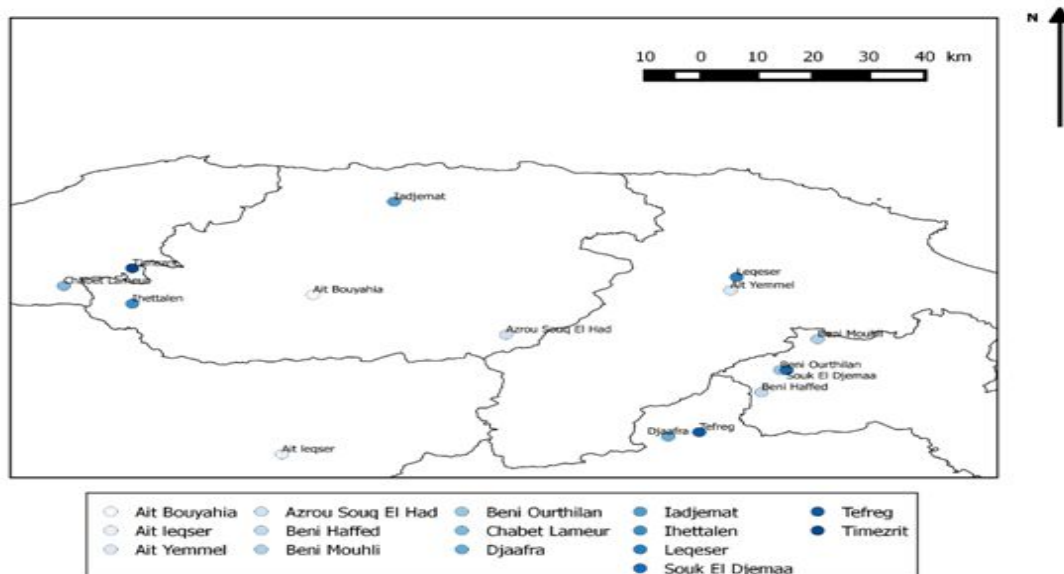 N
10 0 10 20 30 40 km
Iadjemat
Timezrit
Chabet Lameur
Ihettalen
Ait Bouyahia
Leqeser
Ait Yemmel
Azrou Souq El Had
Beni Mouhli
Beni Ourthilan
Souk El Djemaa
Beni Haffed
Djaafra
Tefreg
Ait leqser
Ait Bouyahia
Ait leqser
Ait Yemmel
Azrou Souq El Had
Beni Haffed
Beni Mouhli
Beni Ourthilan
Chabet Lameur
Djaafra
Iadjemat
Ihettalen
Leqeser
Souk El Djemaa
Tefreg
Timezrit